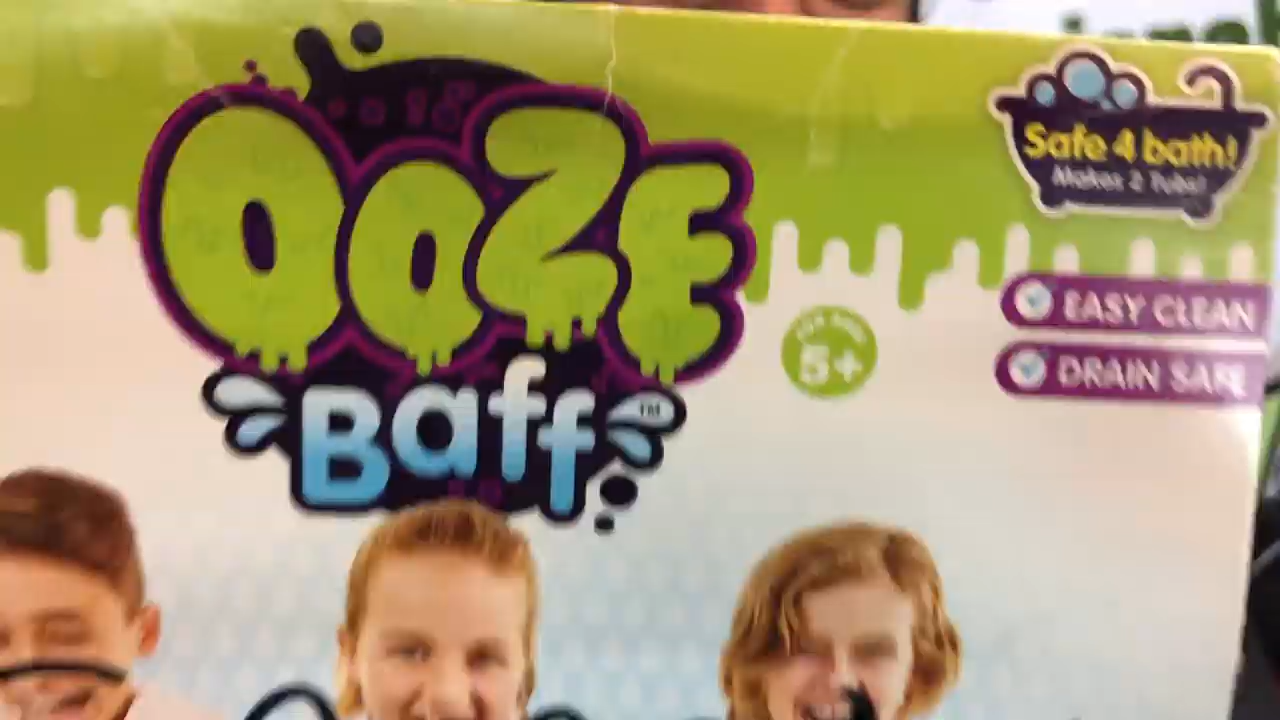 OOZE
Baff
TM
Safe 4 bath!
Makes 2 Tubs!
5+
EASY CLEAN
DRAIN SAFE